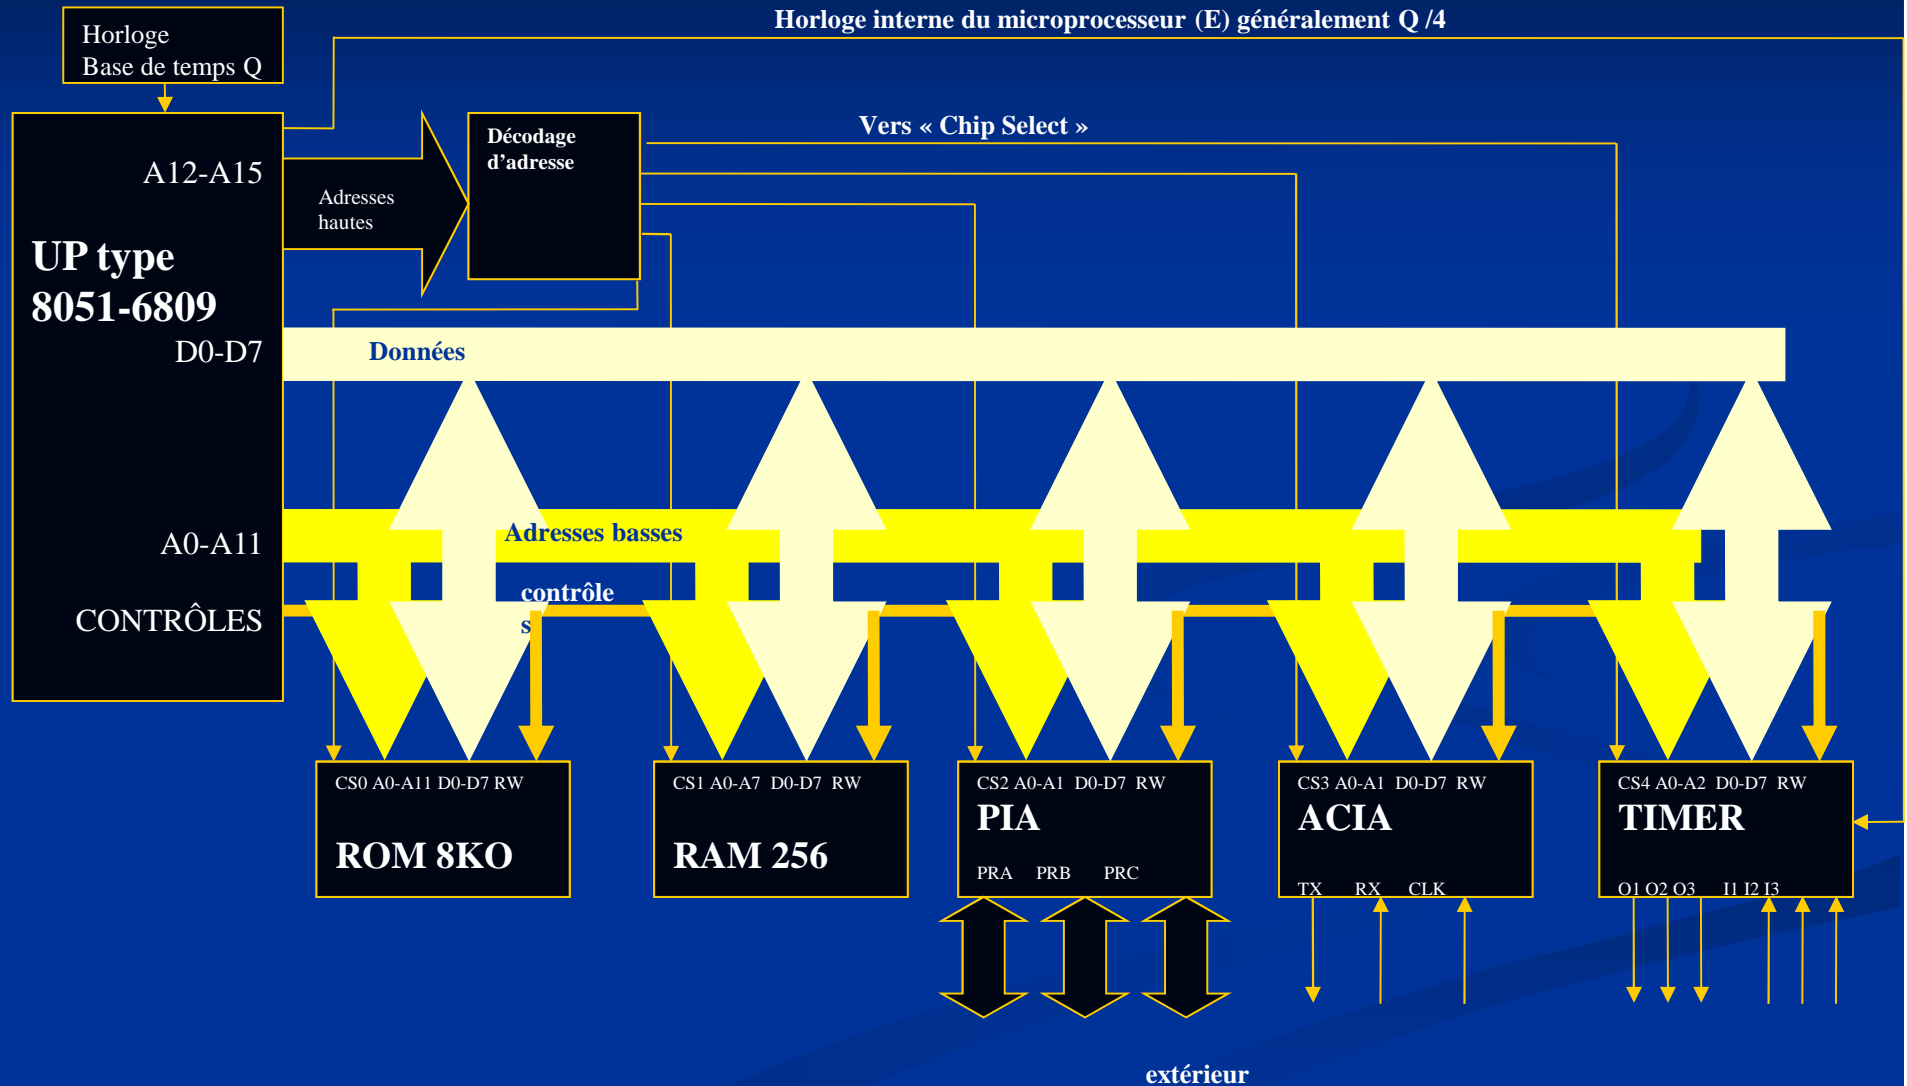 Horloge interne du microprocesseur (E) généralement Q /4
Horloge
Base de temps Q
Vers « Chip Select »
Décodage
d'adresse
A12-A15
Adresses
hautes
UP type
8051-6809
D0-D7
Données
A0-A11
Adresses basses
contrôle
s
CONTRÔLES
CS0 A0-A11 D0-D7 RW
ROM 8KO
CS1 A0-A7 D0-D7 RW
RAM 256
CS2 A0-A1 D0-D7 RW
PIA
PRA PRB PRC
CS3 A0-A1 D0-D7 RW
ACIA
TX RX CLK
CS4 A0-A2 D0-D7 RW
TIMER
O1 O2 O3 I1 I2 I3
extérieur